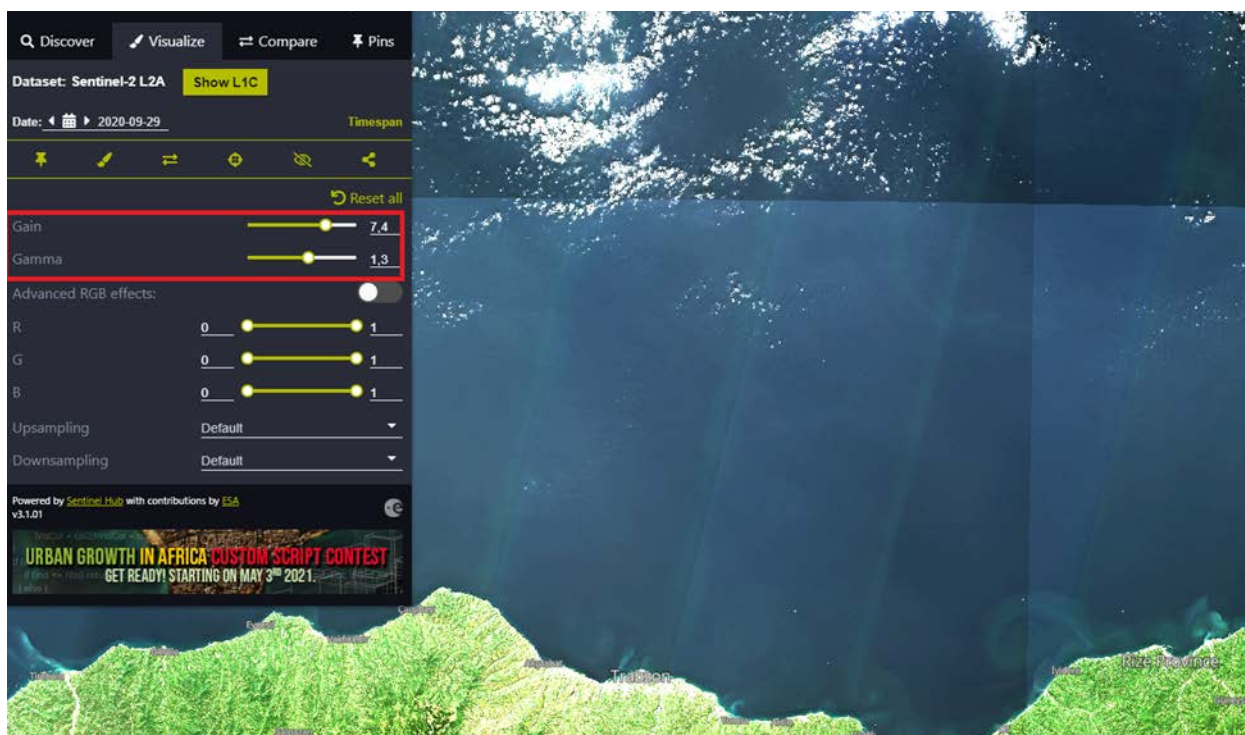 Discover Visualize Compare Pins
Dataset: Sentinel-2 L2A Show L1C
Date: 2020-09-29 Timespan
Reset all
Gain 7,4
Gamma 1,3
Advanced RGB effects:
R 0 1
G 0 1
B 0 1
Upsampling Default
Downsampling Default
Powered by Sentinel Hub with contributions by ESA
v3.1.01
URBAN GROWTH IN AFRICA CUSTOM SCRIPT CONTEST
GET READY! STARTING ON MAY 3RD 2021.
Trabzon
Rize Province